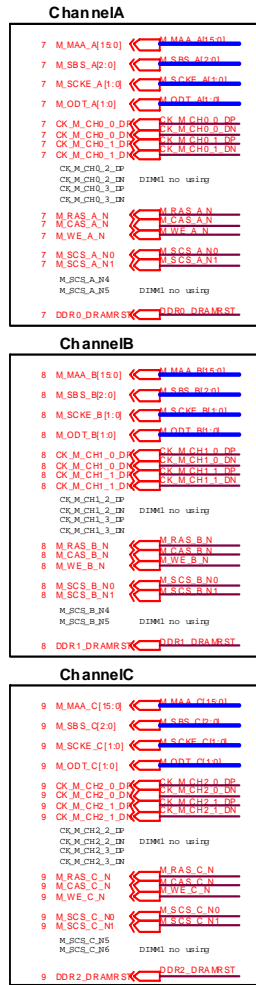 ChannelA
7 M_MAA_A[15:0] M_MAA_A[15:0]
7 M_SBS_A[2:0] M_SBS_A[2:0]
7 M_SCKE_A[1:0] M_SCKE_A[1:0]
7 M_ODT_A[1:0] M_ODT_A[1:0]
7 CK_M_CH0_0_DP CK_M_CH0_0_DP
7 CK_M_CH0_0_DN CK_M_CH0_0_DN
7 CK_M_CH0_1_DP CK_M_CH0_1_DP
7 CK_M_CH0_1_DN CK_M_CH0_1_DN
CK_M_CH0_2_DP
CK_M_CH0_2_DN DIMM1 no using
CK_M_CH0_3_DP
CK_M_CH0_3_DN
7 M_RAS_A_N M_RAS_A_N
7 M_CAS_A_N M_CAS_A_N
7 M_WE_A_N M_WE_A_N
7 M_SCS_A_N0 M_SCS_A_N0
7 M_SCS_A_N1 M_SCS_A_N1
M_SCS_A_N4
M_SCS_A_N5 DIMM1 no using
7 DDR0_DRAMRST DDR0_DRAMRST
ChannelB
8 M_MAA_B[15:0] M_MAA_B[15:0]
8 M_SBS_B[2:0] M_SBS_B[2:0]
8 M_SCKE_B[1:0] M_SCKE_B[1:0]
8 M_ODT_B[1:0] M_ODT_B[1:0]
8 CK_M_CH1_0_DP CK_M_CH1_0_DP
8 CK_M_CH1_0_DN CK_M_CH1_0_DN
8 CK_M_CH1_1_DP CK_M_CH1_1_DP
8 CK_M_CH1_1_DN CK_M_CH1_1_DN
CK_M_CH1_2_DP
CK_M_CH1_2_DN DIMM1 no using
CK_M_CH1_3_DP
CK_M_CH1_3_DN
8 M_RAS_B_N M_RAS_B_N
8 M_CAS_B_N M_CAS_B_N
8 M_WE_B_N M_WE_B_N
8 M_SCS_B_N0 M_SCS_B_N0
8 M_SCS_B_N1 M_SCS_B_N1
M_SCS_B_N4
M_SCS_B_N5 DIMM1 no using
8 DDR1_DRAMRST DDR1_DRAMRST
ChannelC
9 M_MAA_C[15:0] M_MAA_C[15:0]
9 M_SBS_C[2:0] M_SBS_C[2:0]
9 M_SCKE_C[1:0] M_SCKE_C[1:0]
9 M_ODT_C[1:0] M_ODT_C[1:0]
9 CK_M_CH2_0_DP CK_M_CH2_0_DP
9 CK_M_CH2_0_DN CK_M_CH2_0_DN
9 CK_M_CH2_1_DP CK_M_CH2_1_DP
9 CK_M_CH2_1_DN CK_M_CH2_1_DN
CK_M_CH2_2_DP
CK_M_CH2_2_DN DIMM1 no using
CK_M_CH2_3_DP
CK_M_CH2_3_DN
9 M_RAS_C_N M_RAS_C_N
9 M_CAS_C_N M_CAS_C_N
9 M_WE_C_N M_WE_C_N
9 M_SCS_C_N0 M_SCS_C_N0
9 M_SCS_C_N1 M_SCS_C_N1
M_SCS_C_N5
M_SCS_C_N6 DIMM1 no using
9 DDR2_DRAMRST DDR2_DRAMRST